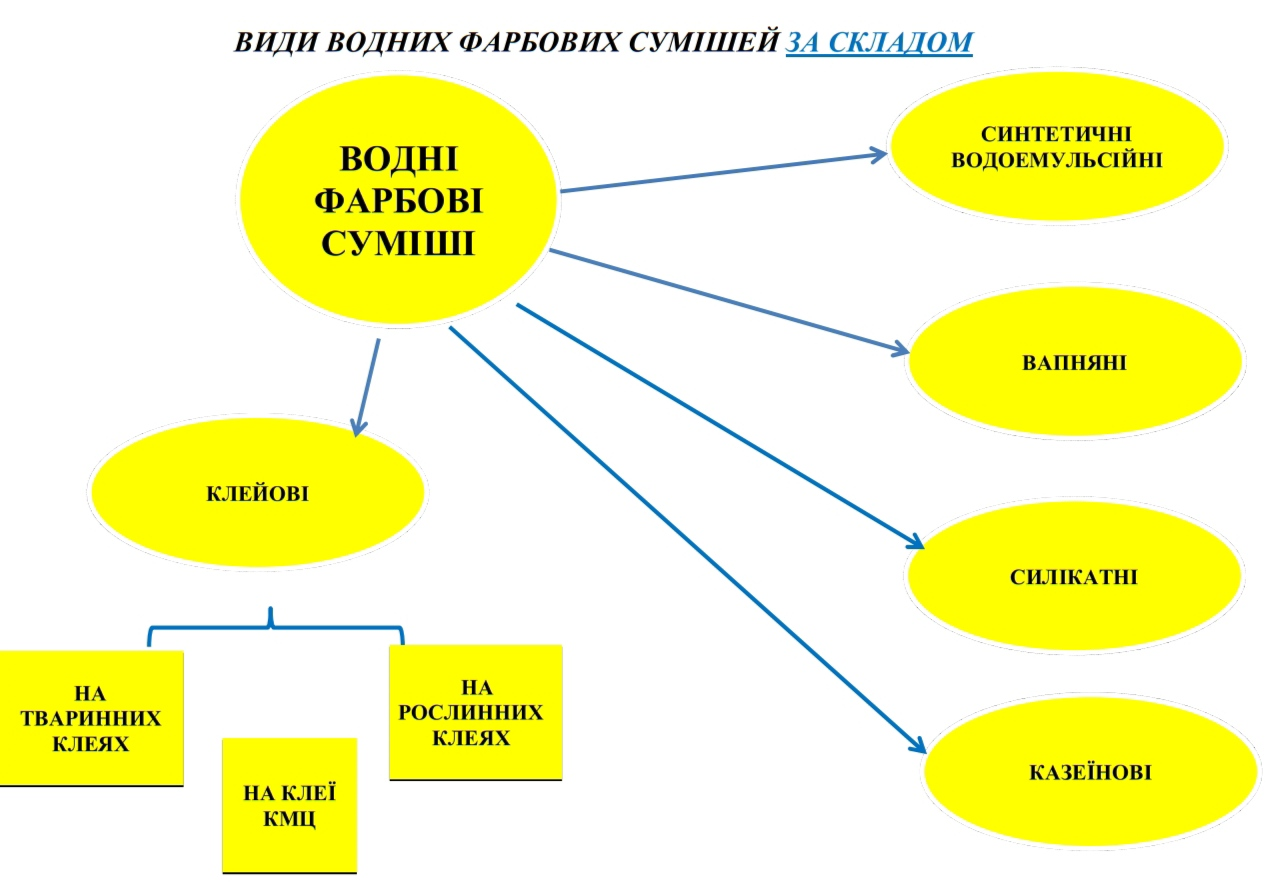 ВИДИ ВОДНИХ ФАРБОВИХ СУМІШЕЙ ЗА СКЛАДОМ
ВОДНІ
ФАРБОВІ
СУМІШІ
СИНТЕТИЧНІ
ВОДОЕМУЛЬСІЙНІ
ВАПНЯНІ
КЛЕЙОВІ
СИЛІКАТНІ
НА
ТВАРИННИХ
КЛЕЯХ
НА
РОСЛИННИХ
КЛЕЯХ
НА КЛЕЇ
КМЦ
КАЗЕЇНОВІ